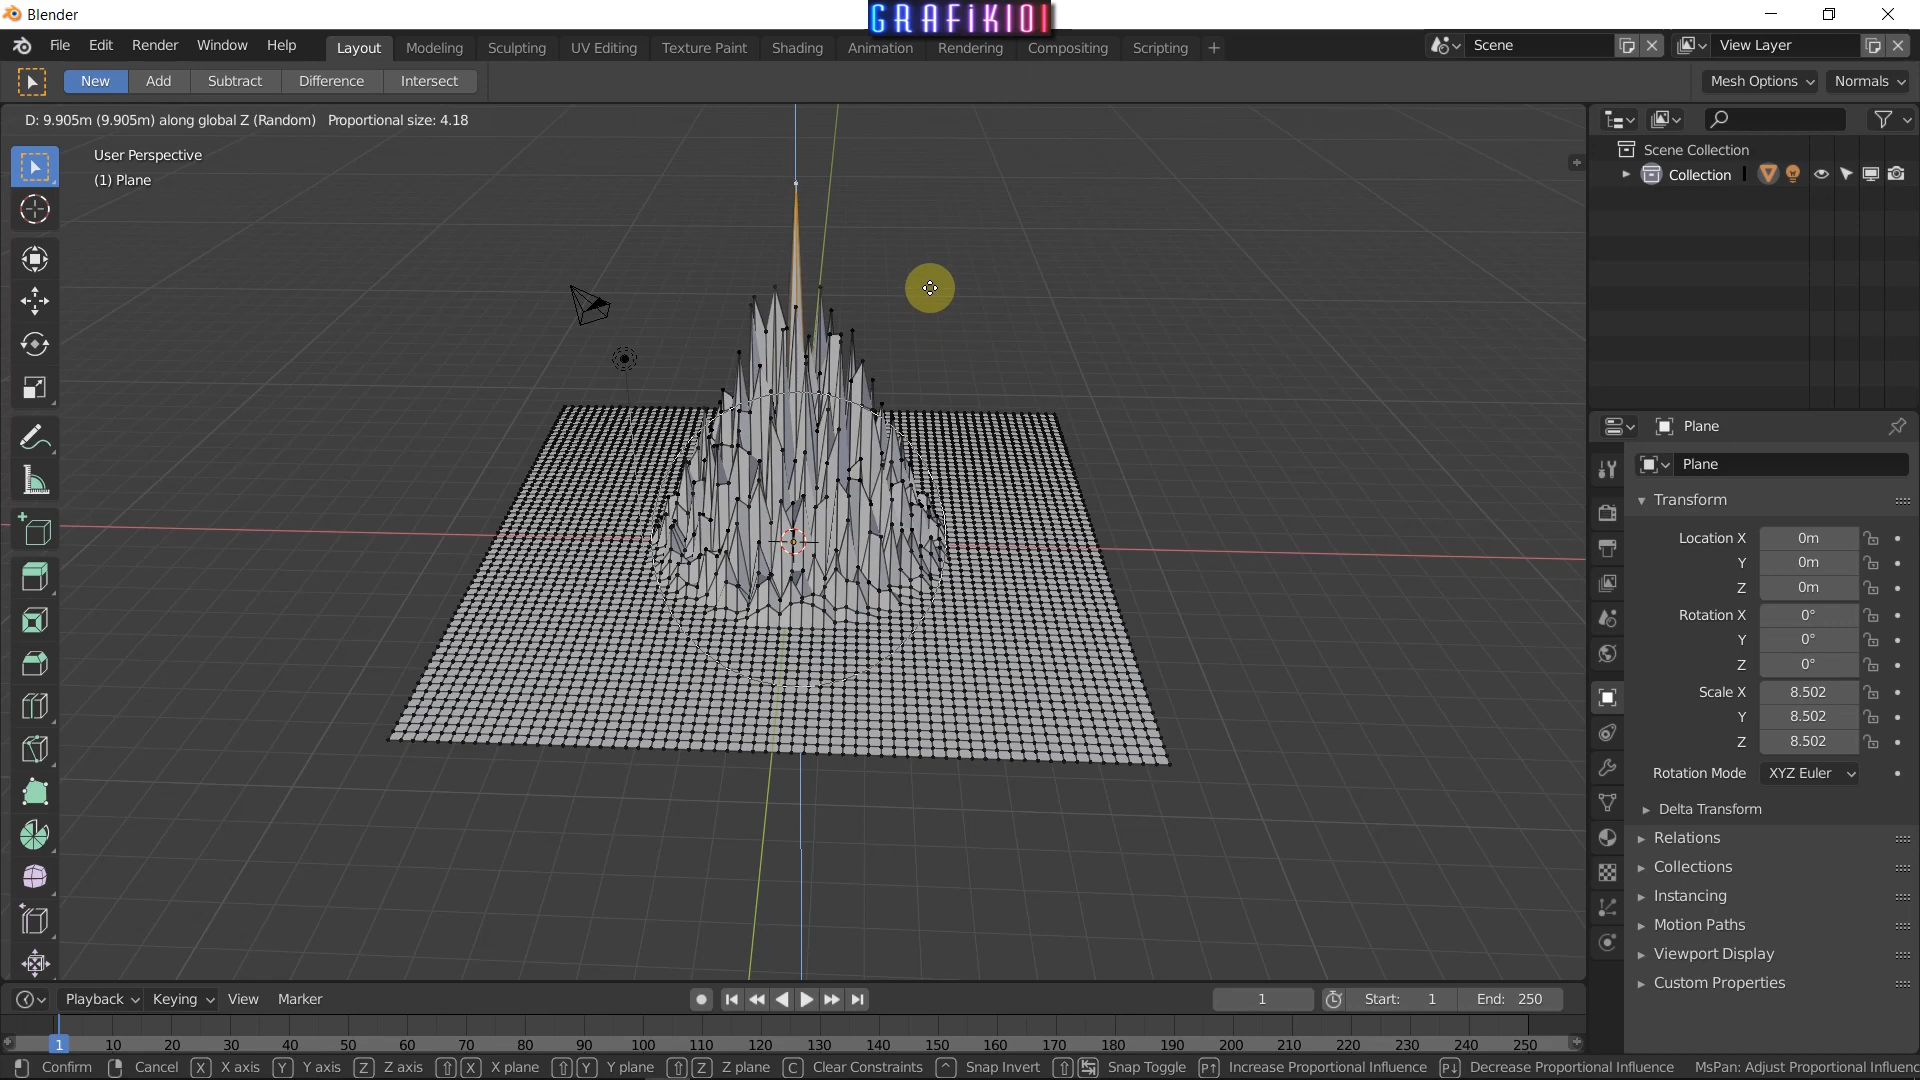 Blender
GRAFiK101
File Edit Render Window Help
Layout Modeling Sculpting UV Editing Texture Paint Shading Animation Rendering Compositing Scripting +
Scene
View Layer
New Add Subtract Difference Intersect
Mesh Options Normals
D: 9.905m (9.905m) along global Z (Random) Proportional size: 4.18
User Perspective
(1) Plane
Scene Collection
Collection
Plane
Plane
Transform
Location X 0m
Y 0m
Z 0m
Rotation X 0°
Y 0°
Z 0°
Scale X 8.502
Y 8.502
Z 8.502
Rotation Mode XYZ Euler
Delta Transform
Relations
Collections
Instancing
Motion Paths
Viewport Display
Custom Properties
Playback Keying View Marker
1 Start: 1 End: 250
1 10 20 30 40 50 60 70 80 90 100 110 120 130 140 150 160 170 180 190 200 210 220 230 240 250
Confirm Cancel X X axis Y Y axis Z Z axis X X plane Y Y plane Z Z plane C Clear Constraints Snap Invert Snap Toggle P↑ Increase Proportional Influence P↓ Decrease Proportional Influence MsPan: Adjust Proportional Influenc